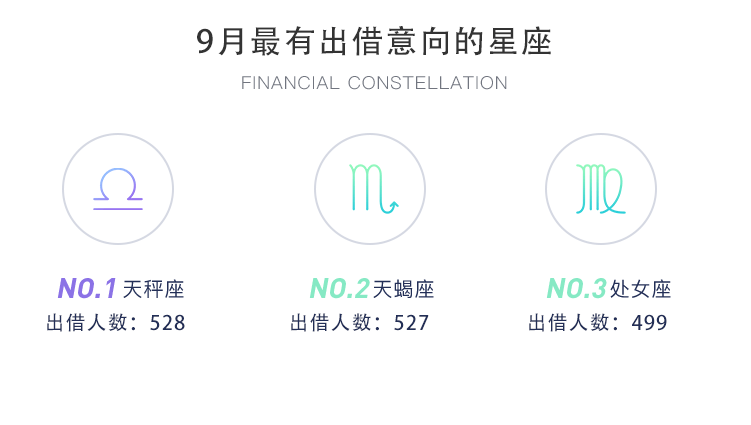 9月最有出借意向的星座
FINANCIAL CONSTELLATION
NO.1 天秤座
出借人数：528
NO.2 天蝎座
出借人数：527
NO.3 处女座
出借人数：499